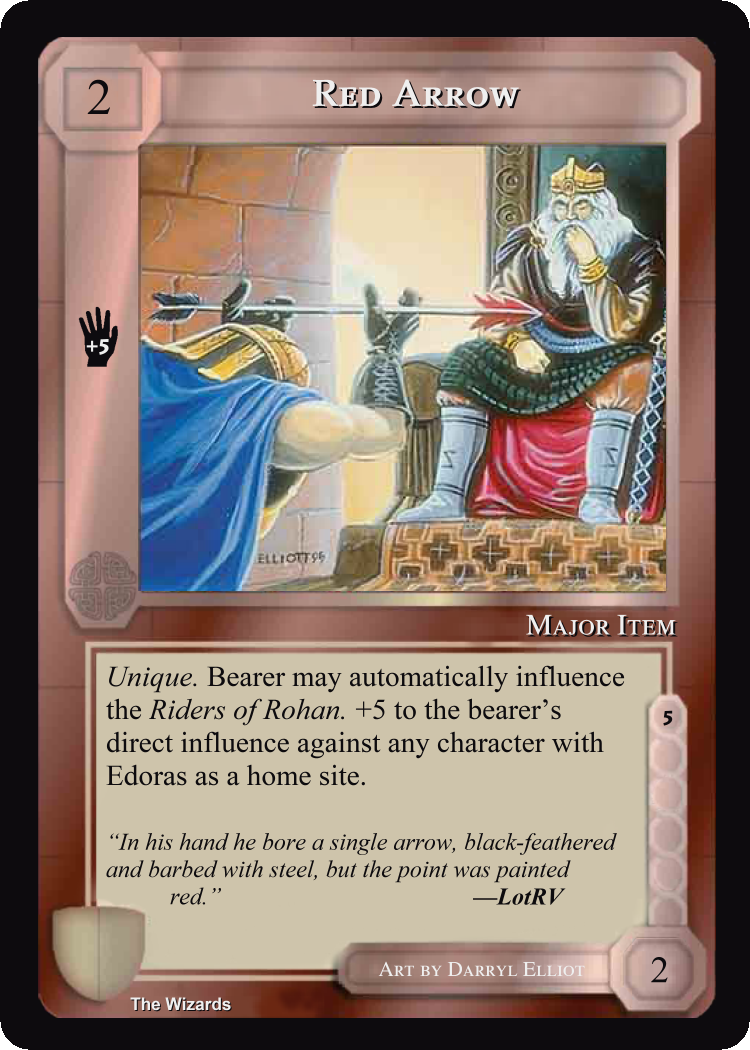 2
Red Arrow
+5
ELLIOTT95
Major Item
Unique. Bearer may automatically influence
the Riders of Rohan. +5 to the bearer’s
direct influence against any character with
Edoras as a home site.
5
“In his hand he bore a single arrow, black-feathered
and barbed with steel, but the point was painted
red.” —LotRV
Art by Darryl Elliot
2
The Wizards